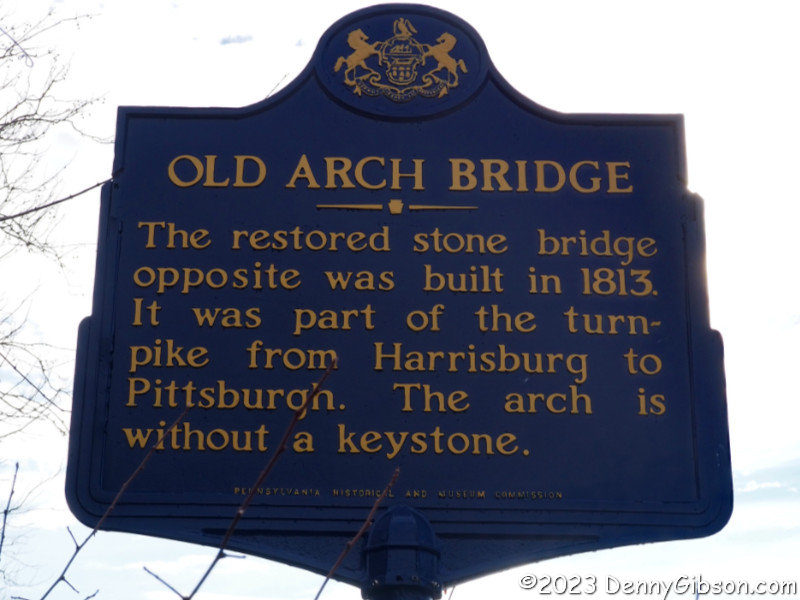 OLD ARCH BRIDGE
The restored stone bridge
opposite was built in 1813.
It was part of the turn-
pike from Harrisburg to
Pittsburgh. The arch is
without a keystone.
PENNSYLVANIA HISTORICAL AND MUSEUM COMMISSION
©2023 DennyGibson.com